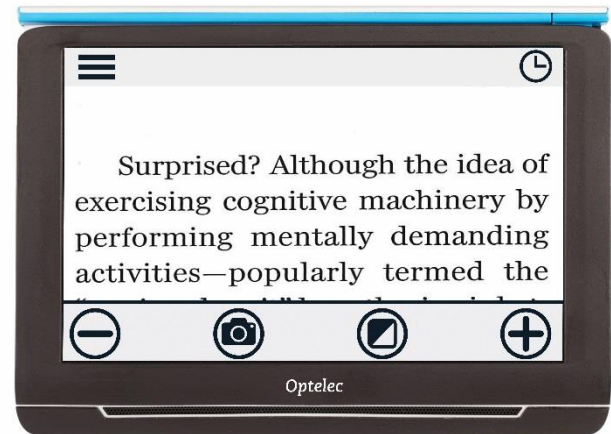 Surprised? Although the idea of
exercising cognitive machinery by
performing mentally demanding
activities—popularly termed the
Optelec